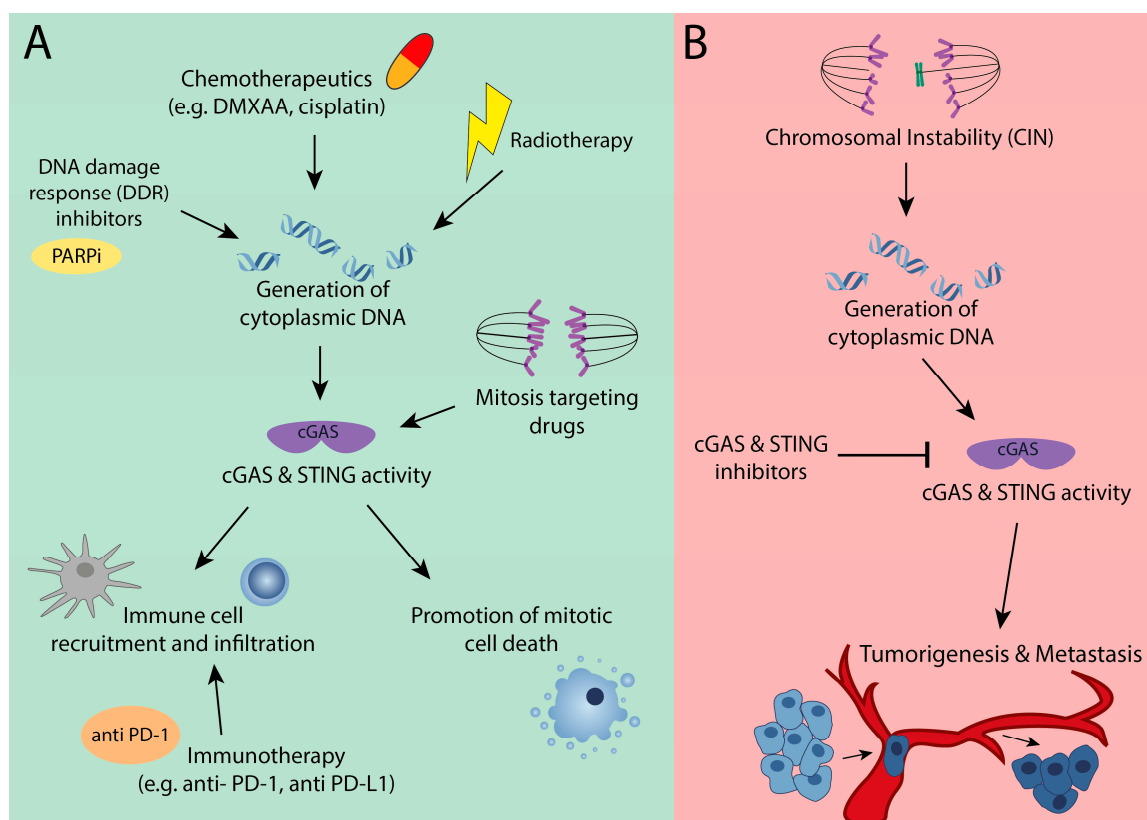 A
Chemotherapeutics
(e.g. DMXAA, cisplatin)
Radiotherapy
DNA damage
response (DDR)
inhibitors
PARPi
Generation of
cytoplasmic DNA
Mitosis targeting
drugs
cGAS
cGAS & STING activity
Immune cell
recruitment and infiltration
Promotion of mitotic
cell death
anti PD-1
Immunotherapy
(e.g. anti- PD-1, anti PD-L1)
B
Chromosomal Instability (CIN)
Generation of
cytoplasmic DNA
cGAS & STING
inhibitors
cGAS
cGAS & STING activity
Tumorigenesis & Metastasis